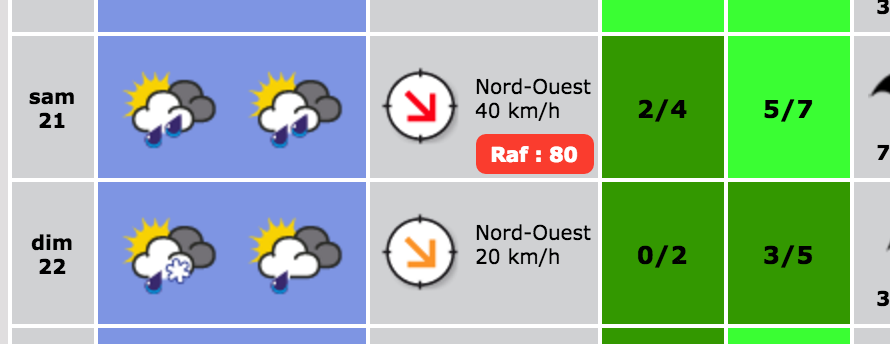 3
sam
21
Nord-Ouest
40 km/h
Raf : 80
2/4
5/7
7
dim
22
Nord-Ouest
20 km/h
0/2
3/5
3